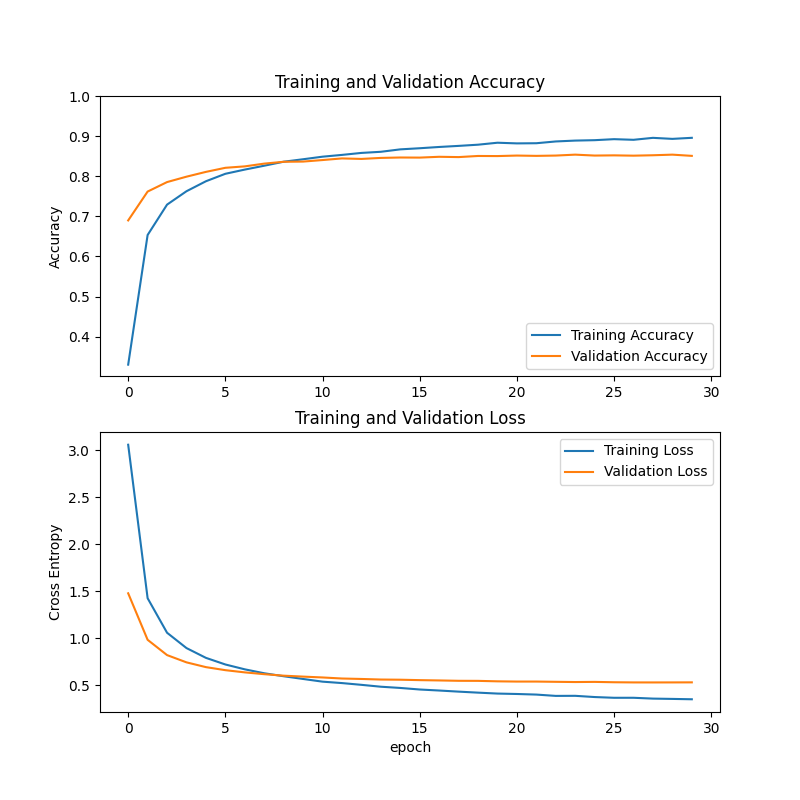 Training and Validation Accuracy
1.0
0.9
0.8
0.7
0.6
0.5
0.4
Accuracy
Training Accuracy
Validation Accuracy
0 5 10 15 20 25 30
Training and Validation Loss
3.0
2.5
2.0
1.5
1.0
0.5
Cross Entropy
Training Loss
Validation Loss
0 5 10 15 20 25 30
epoch